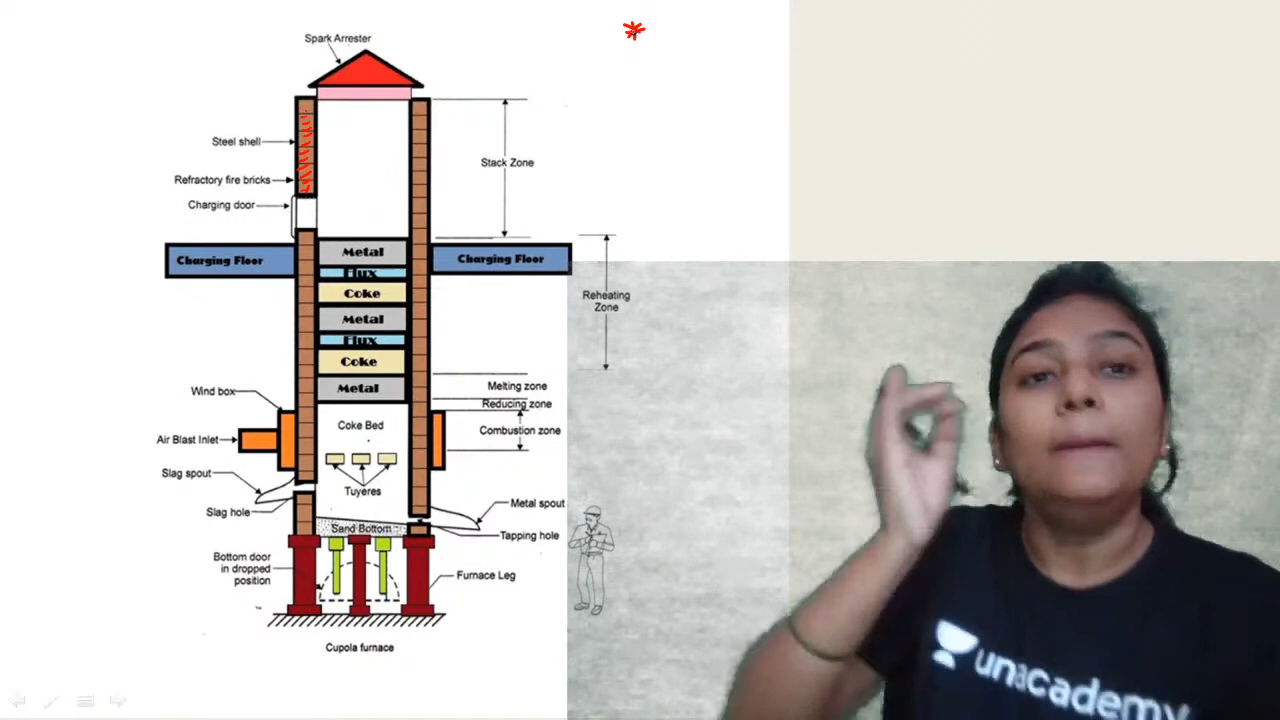 Spark Arrester
Steel shell
Stack Zone
Refractory fire bricks
Charging door
Metal
Charging Floor
Charging Floor
Flux
Coke
Reheating
Zone
Metal
Flux
Coke
Metal
Melting zone
Wind box
Reducing zone
Coke Bed
Combustion zone
Air Blast Inlet
Slag spout
Tuyeres
Metal spout
Slag hole
Sand Bottom
Tapping hole
Bottom door
in dropped
position
Furnace Leg
Cupola furnace
unacademy